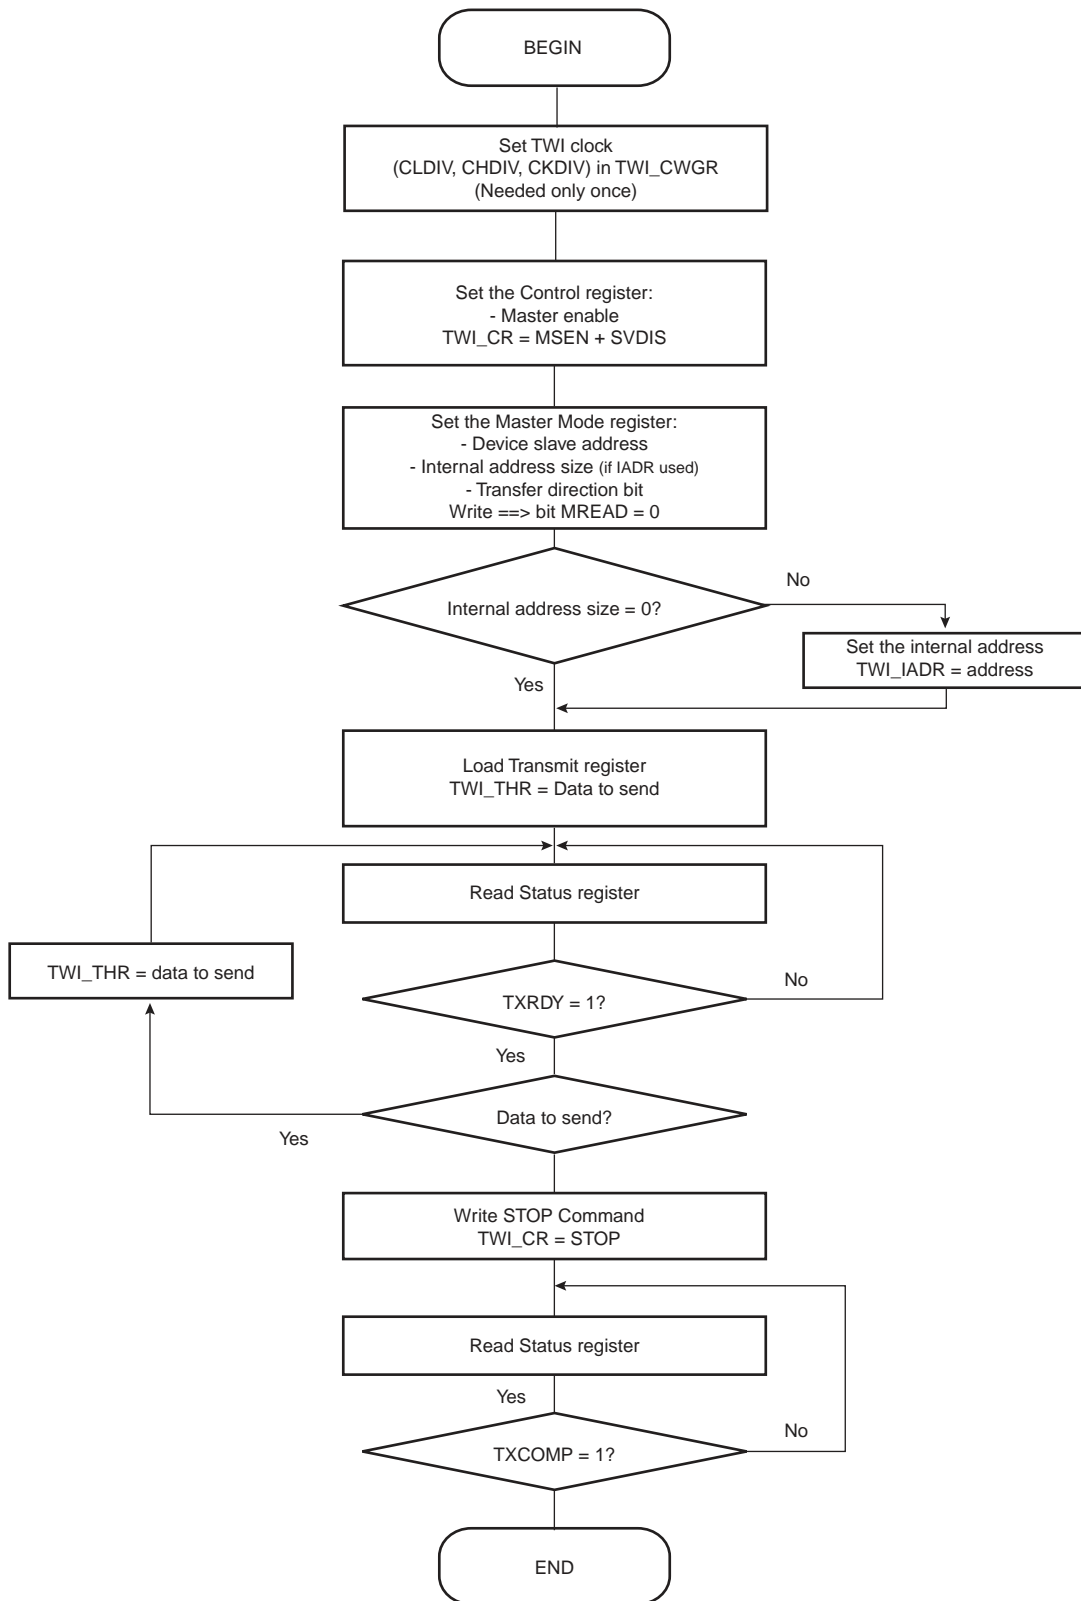 BEGIN
Set TWI clock
(CLDIV, CHDIV, CKDIV) in TWI_CWGR
(Needed only once)
Set the Control register:
- Master enable
TWI_CR = MSEN + SVDIS
Set the Master Mode register:
- Device slave address
- Internal address size (if IADR used)
- Transfer direction bit
Write ==> bit MREAD = 0
Internal address size = 0?
No
Set the internal address
TWI_IADR = address
Yes
Load Transmit register
TWI_THR = Data to send
Read Status register
TWI_THR = data to send
TXRDY = 1?
No
Yes
Data to send?
Yes
Write STOP Command
TWI_CR = STOP
Read Status register
Yes
TXCOMP = 1?
No
END